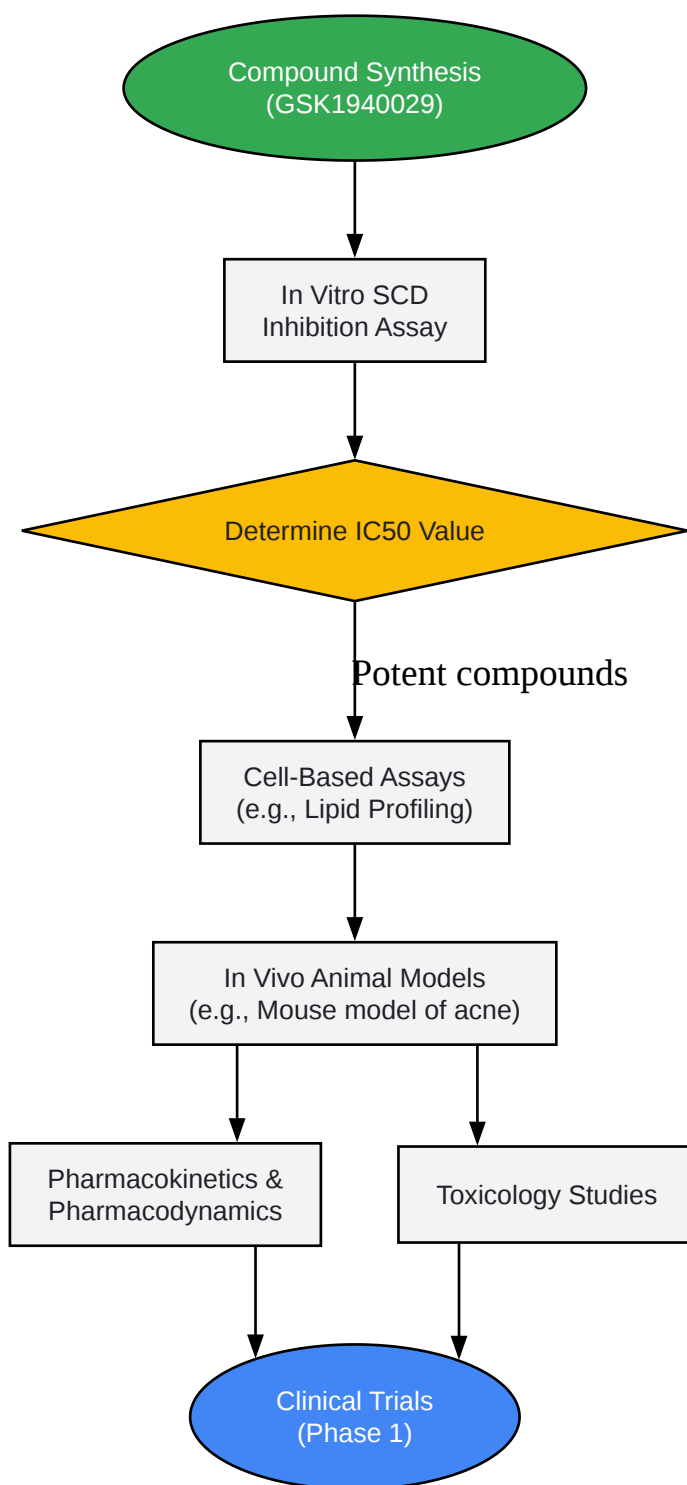 Compound Synthesis
(GSK1940029)
In Vitro SCD
Inhibition Assay
Determine IC50 Value
Potent compounds
Cell-Based Assays
(e.g., Lipid Profiling)
In Vivo Animal Models
(e.g., Mouse model of acne)
Pharmacokinetics &
Pharmacodynamics
Toxicology Studies
Clinical Trials
(Phase 1)